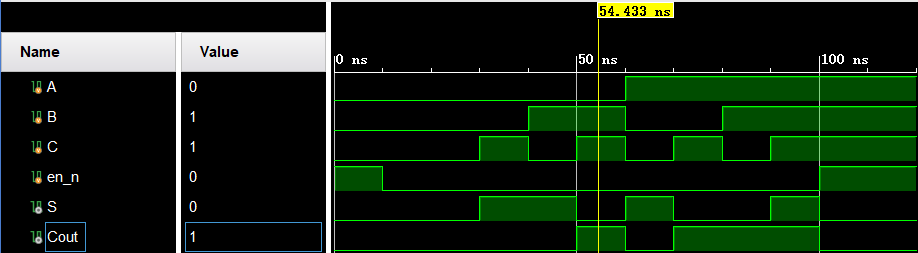 54.433 ns
Name Value
0 ns 50 ns 100 ns
A 0
B 1
C 1
en_n 0
S 0
Cout 1